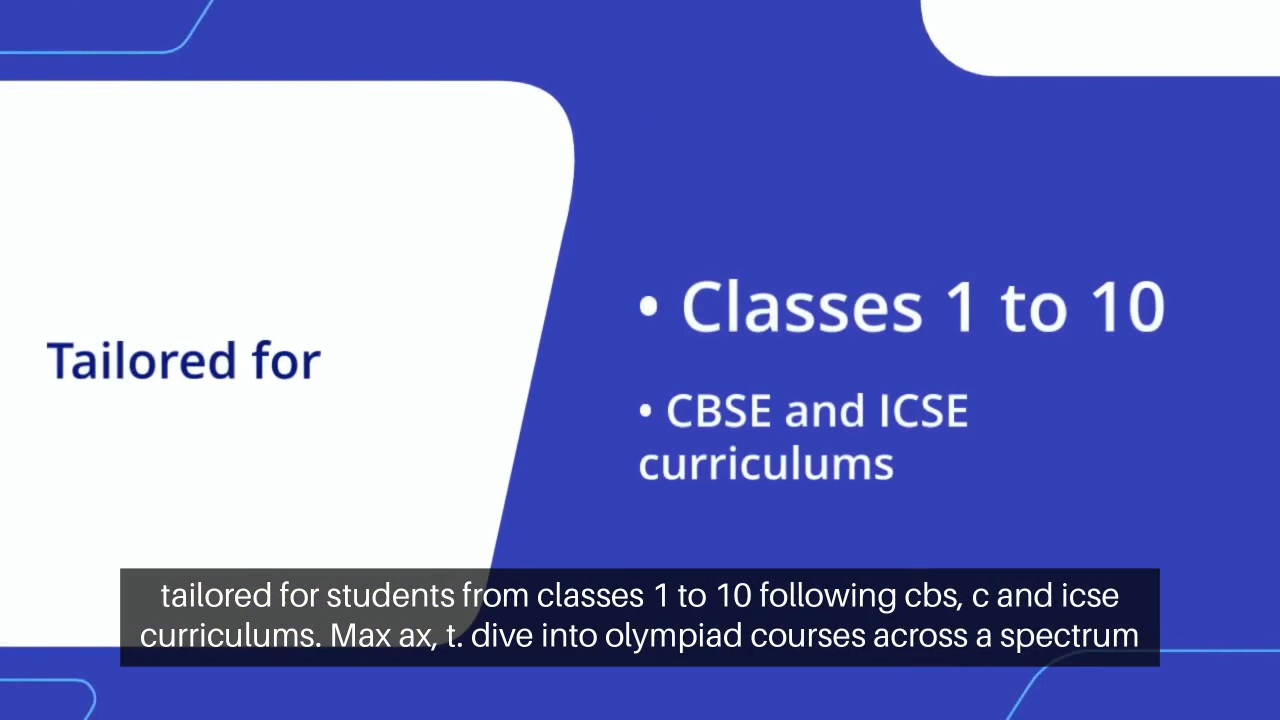 Tailored for
• Classes 1 to 10
• CBSE and ICSE
curriculums
tailored for students from classes 1 to 10 following cbs, c and icse
curriculums. Max ax, t. dive into olympiad courses across a spectrum